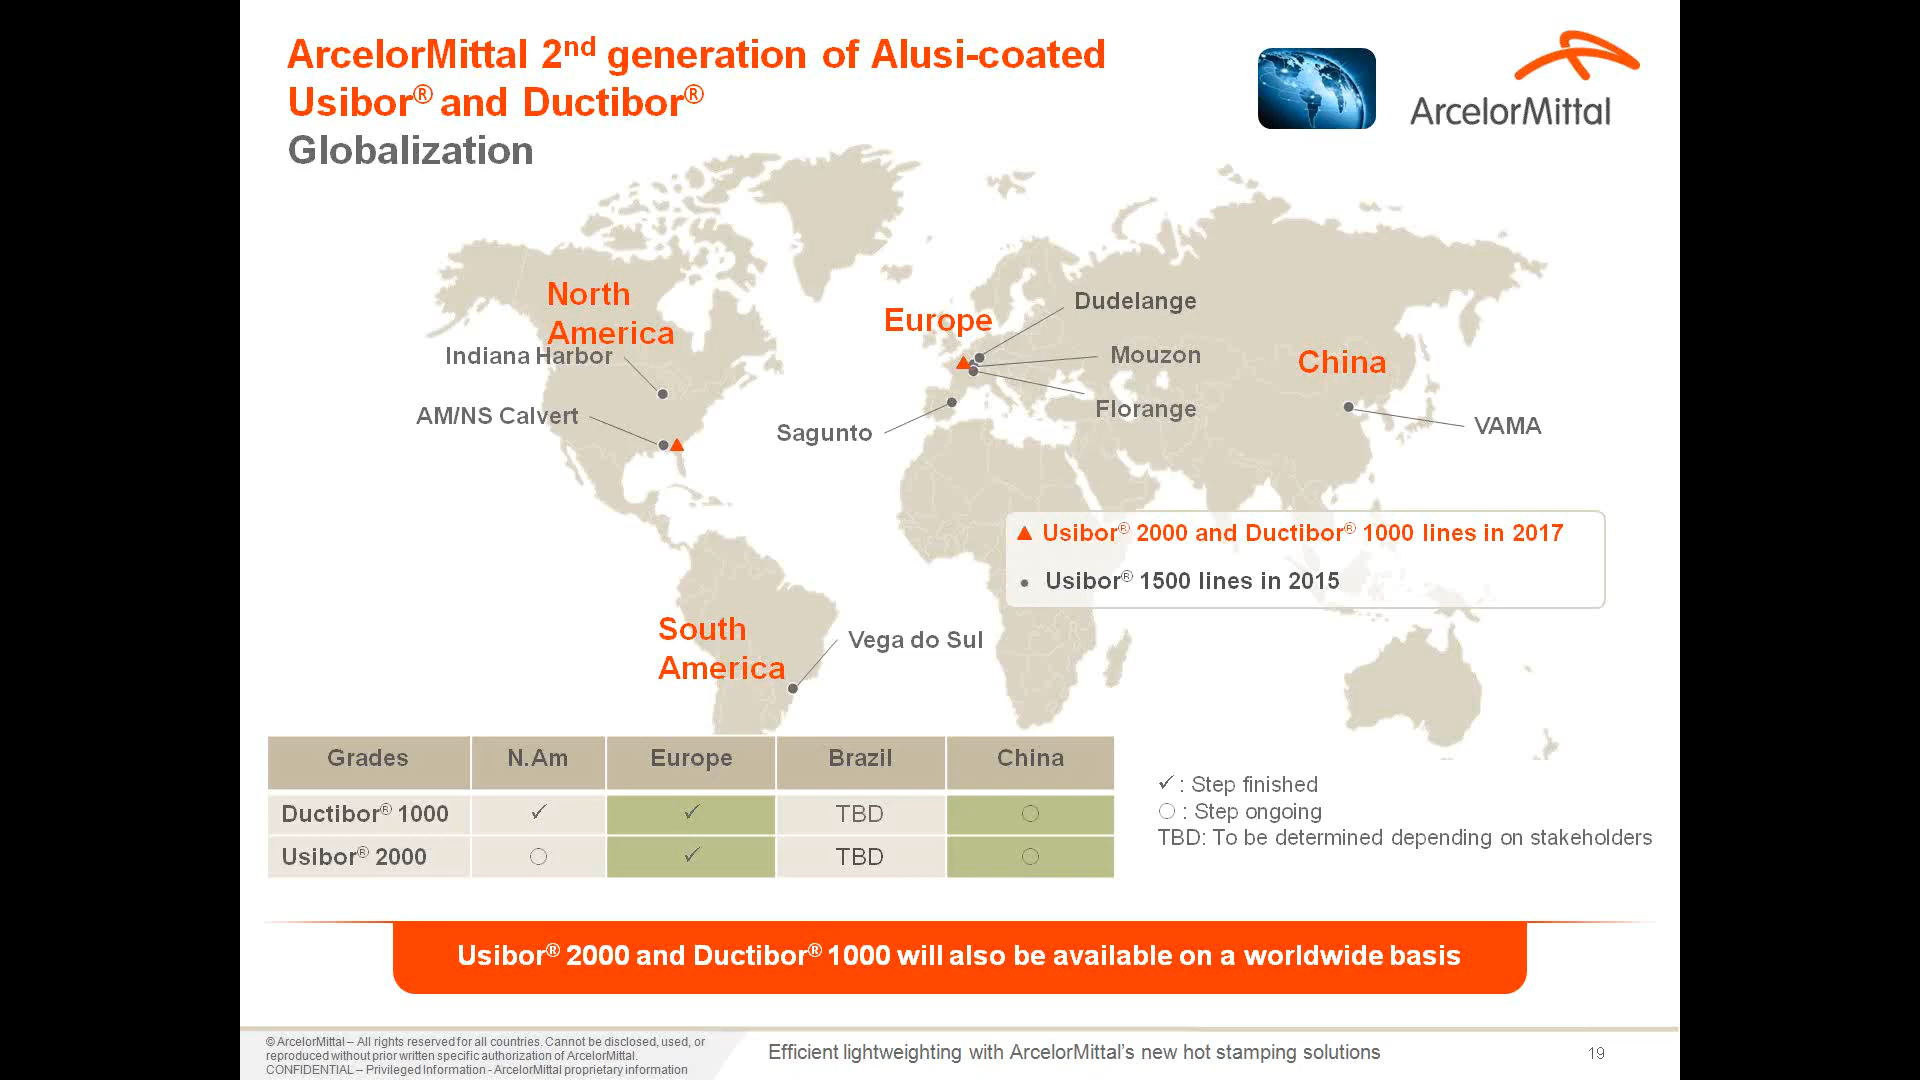 ArcelorMittal 2nd generation of Alusi-coated
Usibor® and Ductibor®
Globalization
ArcelorMittal
North
America
Indiana Harbor
AM/NS Calvert
Europe
Dudelange
Mouzon
Florange
Sagunto
China
VAMA
▲ Usibor® 2000 and Ductibor® 1000 lines in 2017
• Usibor® 1500 lines in 2015
South
America
Vega do Sul
Grades N.Am Europe Brazil China
Ductibor® 1000 ✓ ✓ TBD ○
Usibor® 2000 ○ ✓ TBD ○
✓ : Step finished
○ : Step ongoing
TBD: To be determined depending on stakeholders
Usibor® 2000 and Ductibor® 1000 will also be available on a worldwide basis
© ArcelorMittal – All rights reserved for all countries. Cannot be disclosed, used, or
reproduced without prior written specific authorization of ArcelorMittal.
CONFIDENTIAL – Privileged Information - ArcelorMittal proprietary information
Efficient lightweighting with ArcelorMittal's new hot stamping solutions
19